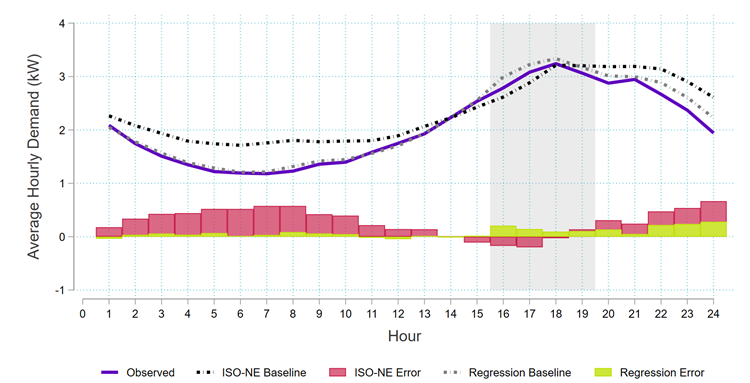 Average Hourly Demand (kW)
4
3
2
1
0
-1
0 1 2 3 4 5 6 7 8 9 10 11 12 13 14 15 16 17 18 19 20 21 22 23 24
Hour
Observed ISO-NE Baseline ISO-NE Error Regression Baseline Regression Error